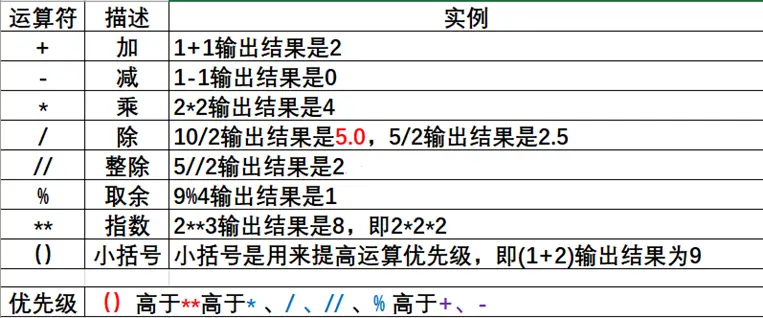 运算符 描述 实例
+ 加 1+1输出结果是2
- 减 1-1输出结果是0
* 乘 2*2输出结果是4
/ 除 10/2输出结果是5.0，5/2输出结果是2.5
// 整除 5//2输出结果是2
% 取余 9%4输出结果是1
** 指数 2**3输出结果是8，即2*2*2
() 小括号 小括号是用来提高运算优先级，即(1+2)输出结果为9
优先级 () 高于**高于* 、/ 、// 、% 高于+、-